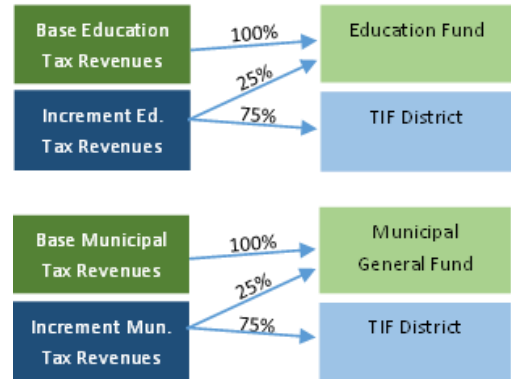 Base Education
Tax Revenues
100%
Education Fund
25%
Increment Ed.
Tax Revenues
75%
TIF District
Base Municipal
Tax Revenues
100%
Municipal
General Fund
25%
Increment Mun.
Tax Revenues
75%
TIF District